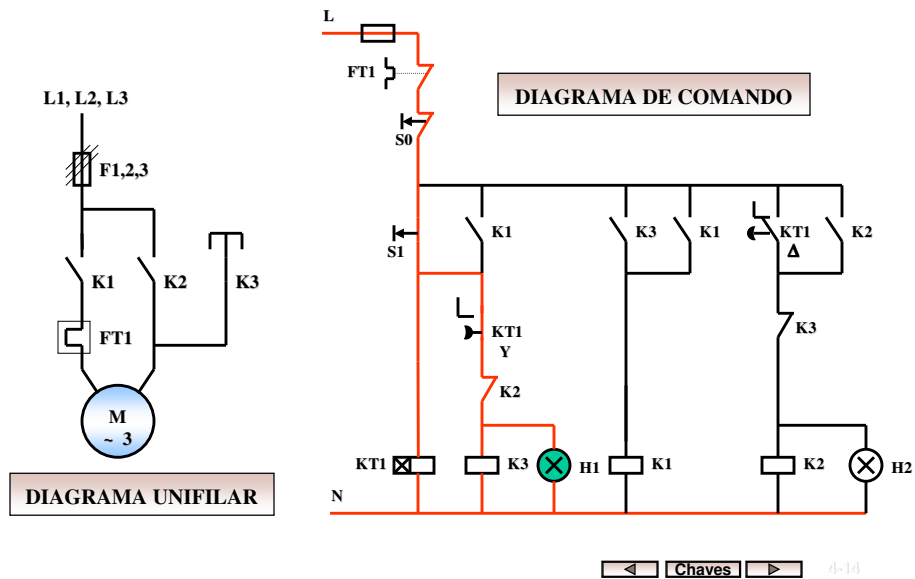 L
FT1
DIAGRAMA DE COMANDO
L1, L2, L3
S0
F1,2,3
K1
K3
K1
KT1
Δ
K2
S1
K1
K2
K3
FT1
KT1
Y
K3
K2
M
~ 3
KT1
K3
H1
K1
K2
H2
DIAGRAMA UNIFILAR
N
Chaves
4-14